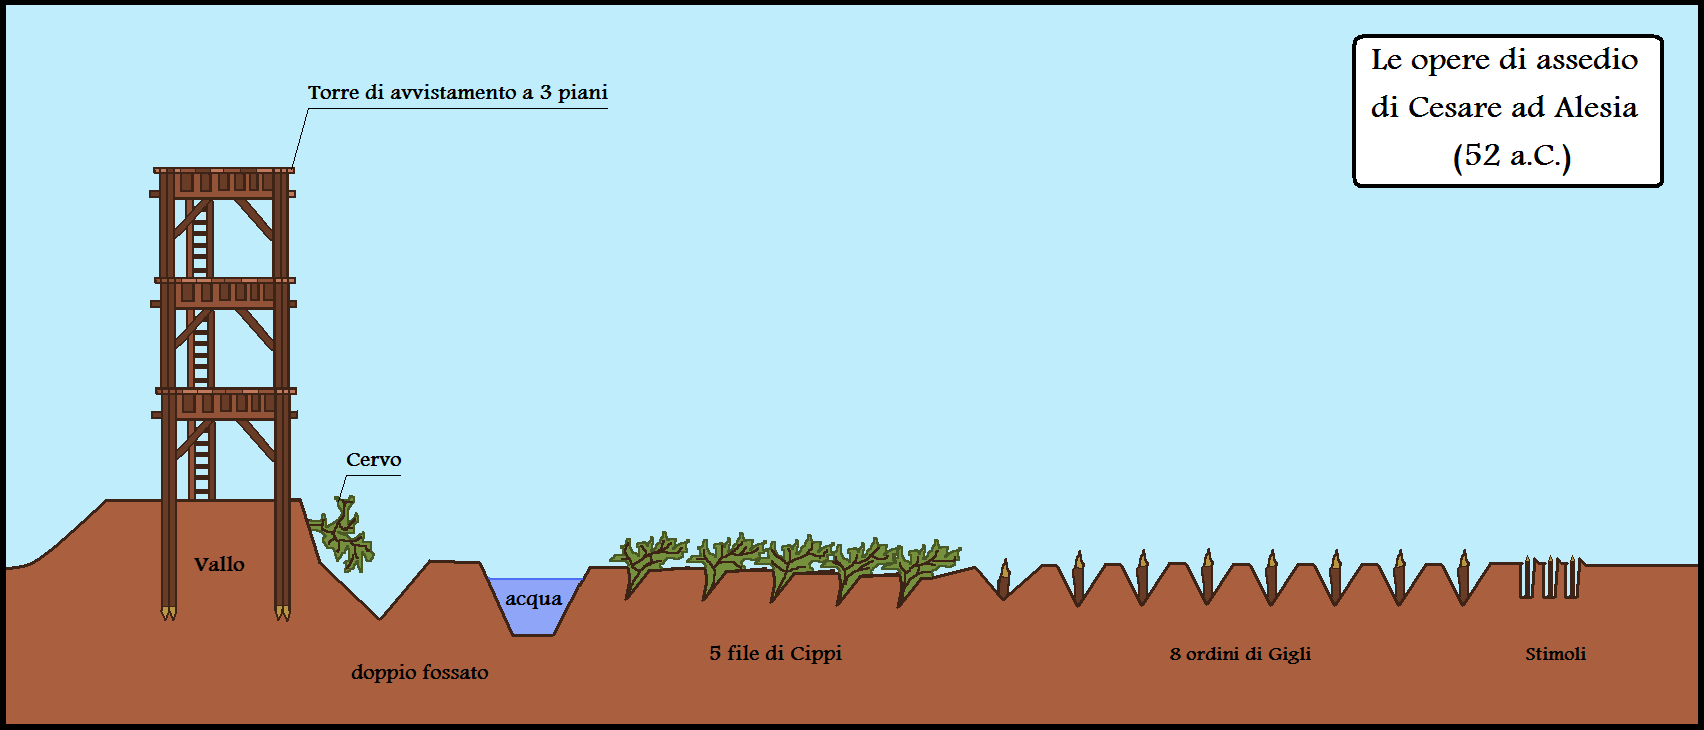 Le opere di assedio
di Cesare ad Alesia
(52 a.C.)
Torre di avvistamento a 3 piani
Cervo
Vallo
acqua
doppio fossato
5 file di Cippi
8 ordini di Gigli
Stimoli